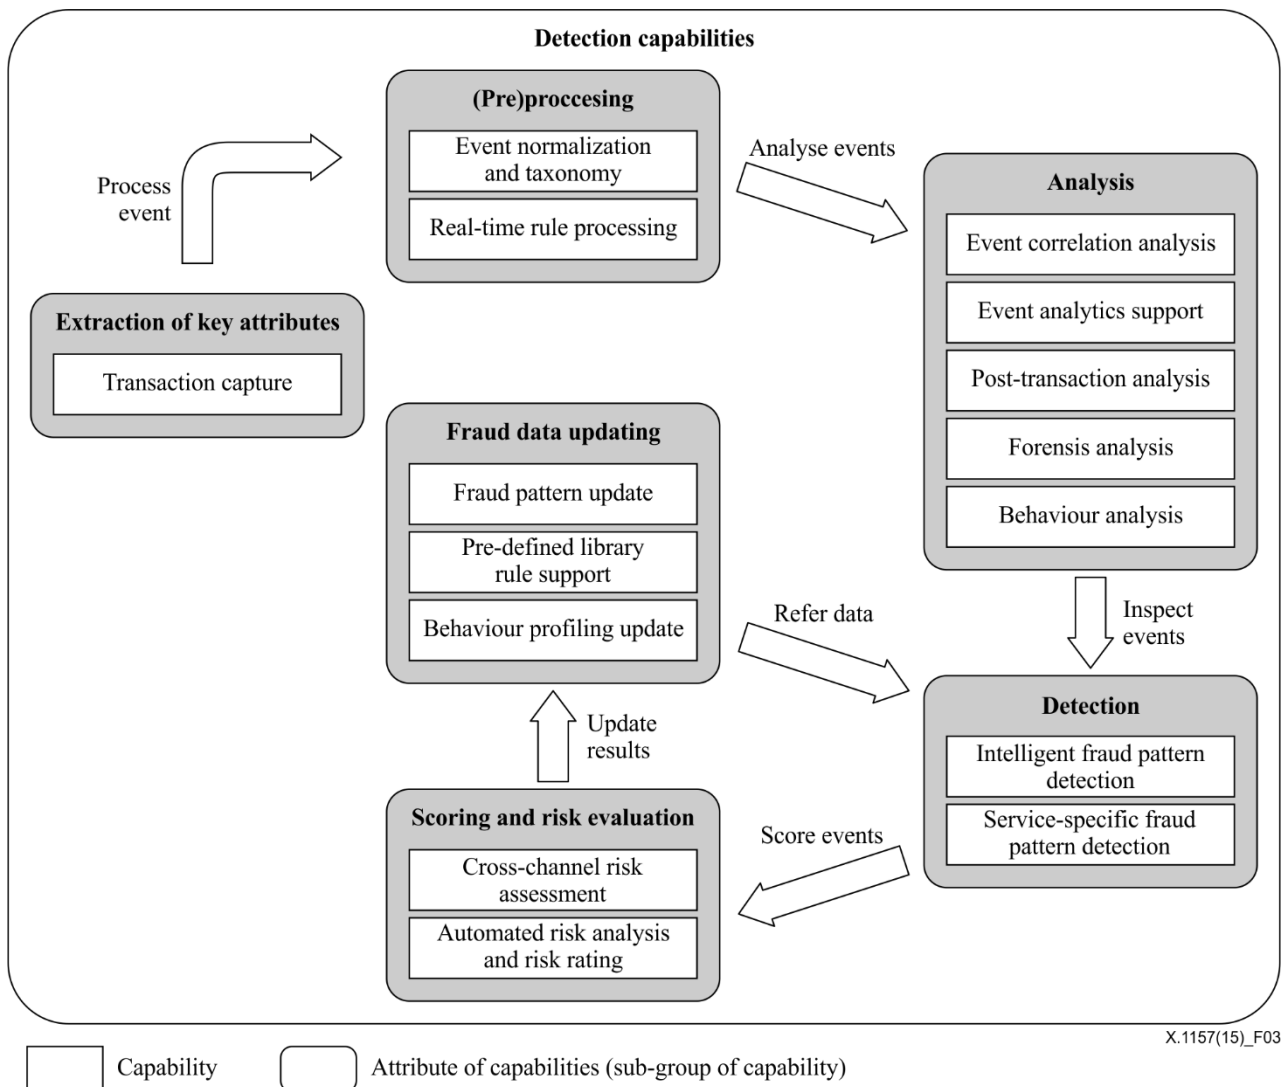 Detection capabilities
(Pre)proccesing
Event normalization
and taxonomy
Real-time rule processing
Process
event
Analyse events
Extraction of key attributes
Transaction capture
Analysis
Event correlation analysis
Event analytics support
Post-transaction analysis
Forensis analysis
Behaviour analysis
Fraud data updating
Fraud pattern update
Pre-defined library
rule support
Behaviour profiling update
Refer data
Inspect
events
Detection
Intelligent fraud pattern
detection
Service-specific fraud
pattern detection
Update
results
Score events
Scoring and risk evaluation
Cross-channel risk
assessment
Automated risk analysis
and risk rating
X.1157(15)_F03
Capability
Attribute of capabilities (sub-group of capability)